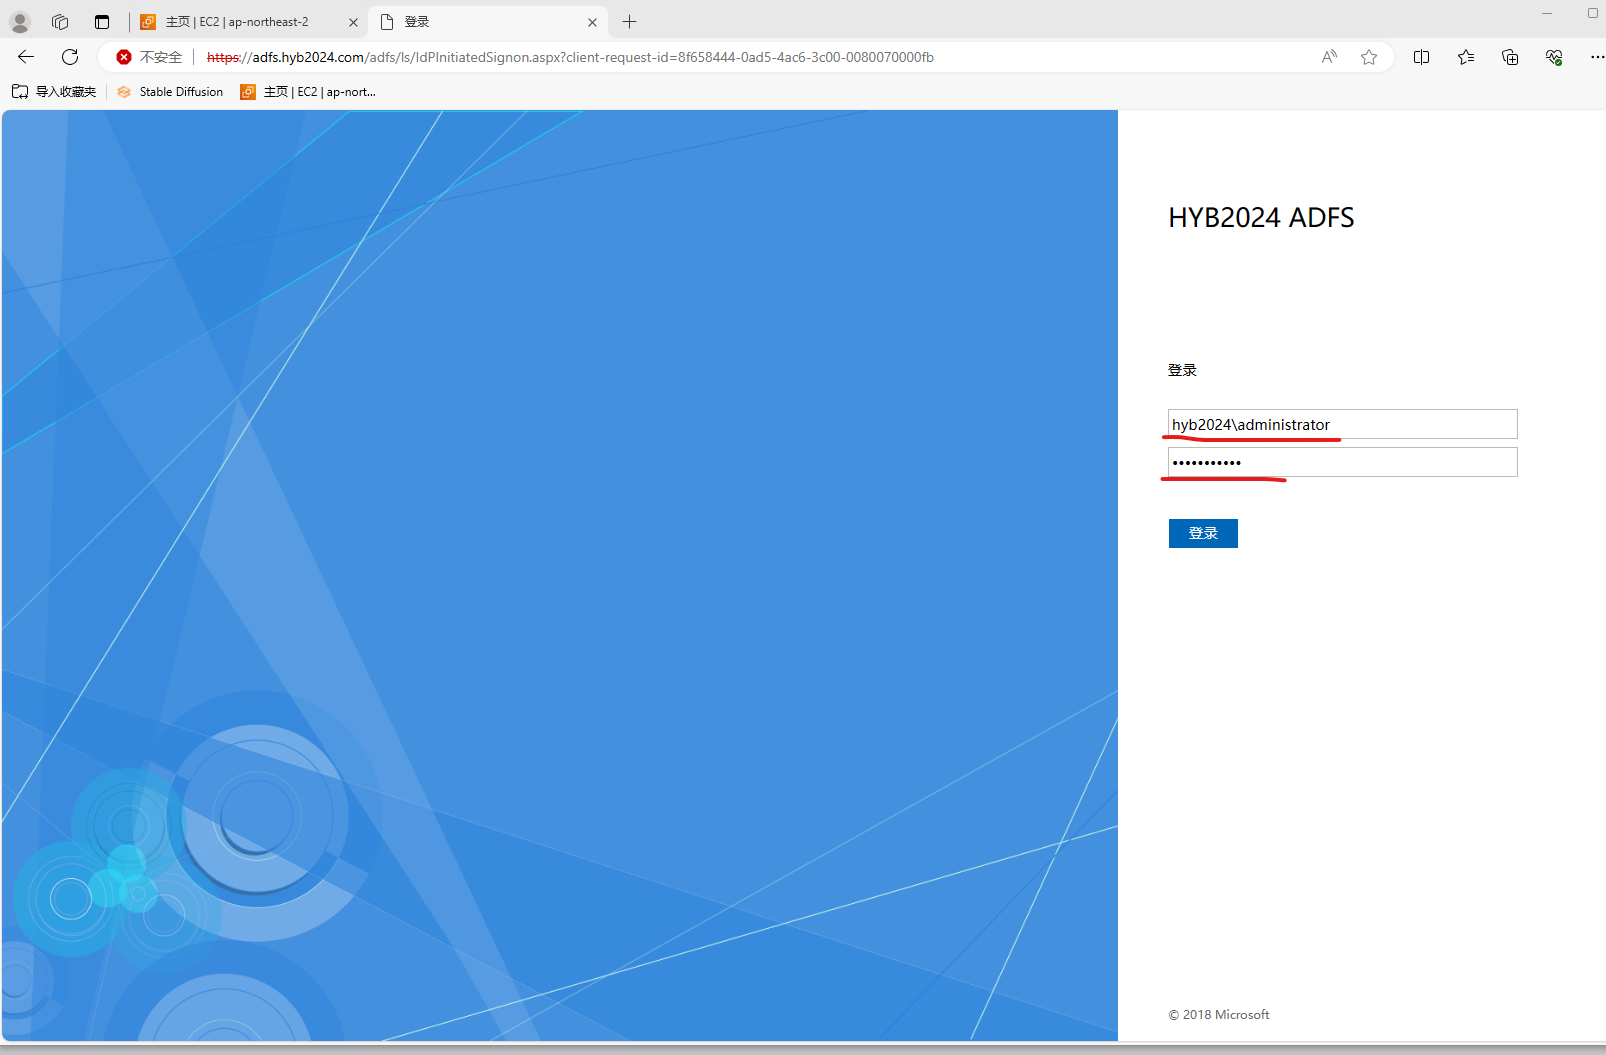 主页 | EC2 | ap-northeast-2
登录
不安全
https://adfs.hyb2024.com/adfs/ls/IdPInitiatedSignon.aspx?client-request-id=8f658444-0ad5-4ac6-3c00-0080070000fb
导入收藏夹
Stable Diffusion
主页 | EC2 | ap-nort...
HYB2024 ADFS
登录
hyb2024\administrator
•••••••••••
登录
© 2018 Microsoft